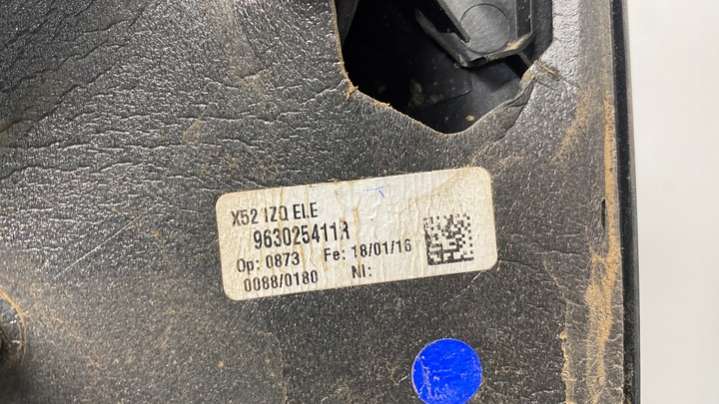 X52 IZQ ELE
963025411R
Op: 0873 Fe: 18/01/16
0088/0180 NI: